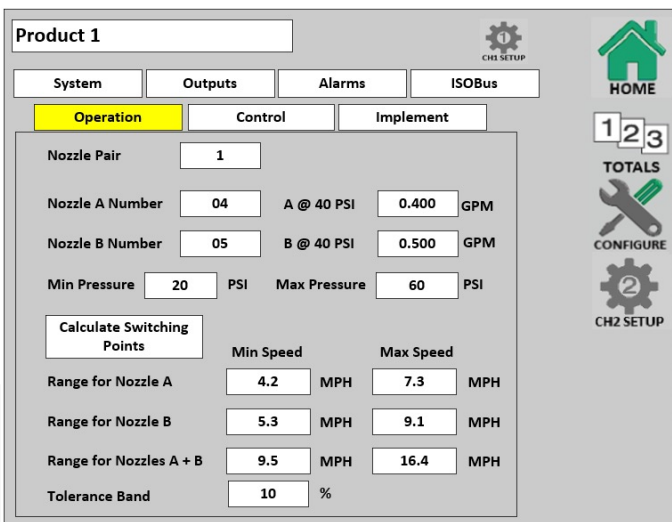 Product 1
1
CH1 SETUP
HOME
System Outputs Alarms ISOBus
Operation Control Implement
1 2 3
TOTALS
Nozzle Pair 1
Nozzle A Number 04 A @ 40 PSI 0.400 GPM
Nozzle B Number 05 B @ 40 PSI 0.500 GPM
CONFIGURE
Min Pressure 20 PSI Max Pressure 60 PSI
2
CH2 SETUP
Calculate Switching
Points
Min Speed Max Speed
Range for Nozzle A 4.2 MPH 7.3 MPH
Range for Nozzle B 5.3 MPH 9.1 MPH
Range for Nozzles A + B 9.5 MPH 16.4 MPH
Tolerance Band 10 %